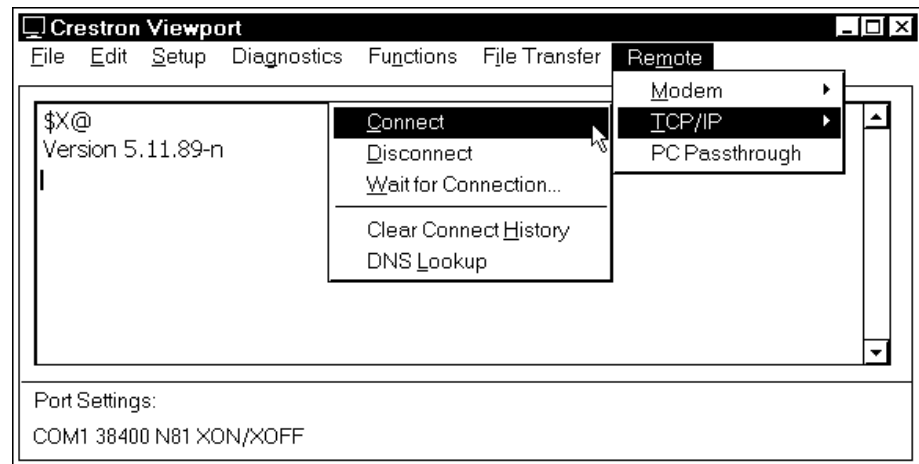 Crestron Viewport
File Edit Setup Diagnostics Functions File Transfer Remote
Modem
TCP/IP
PC Passthrough
Connect
Disconnect
Wait for Connection...
Clear Connect History
DNS Lookup
$X@
Version 5.11.89-n
Port Settings:
COM1 38400 N81 XON/XOFF